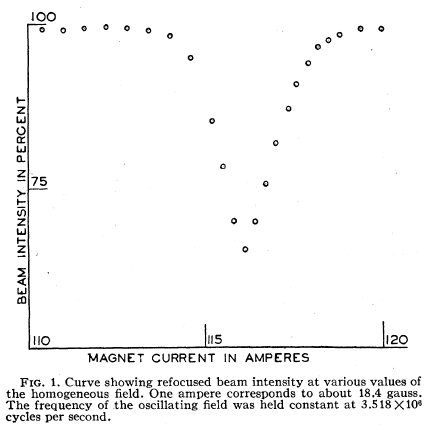 100
75
BEAM INTENSITY IN PERCENT
110
115
120
MAGNET CURRENT IN AMPERES
FIG. 1. Curve showing refocused beam intensity at various values of
the homogeneous field. One ampere corresponds to about 18.4 gauss.
The frequency of the oscillating field was held constant at 3.518×10⁶
cycles per second.